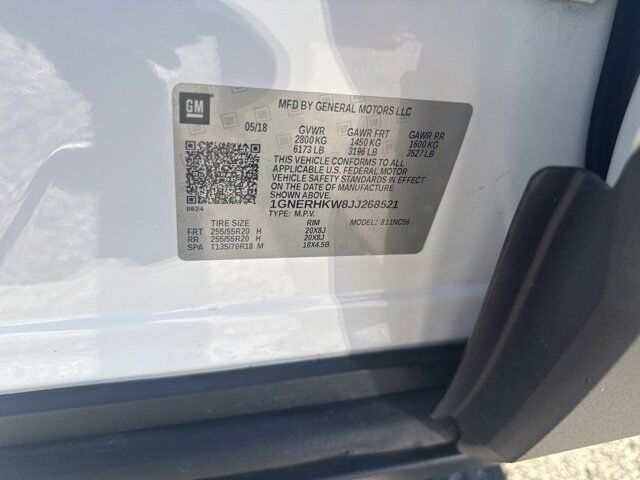 GM
MFD BY GENERAL MOTORS LLC
05/18 GVWR GAWR FRT GAWR RR
2800 KG 1450 KG 1600 KG
6173 LB 3196 LB 3527 LB
THIS VEHICLE CONFORMS TO ALL
APPLICABLE U.S. FEDERAL MOTOR
VEHICLE SAFETY STANDARDS IN EFFECT
ON THE DATE OF MANUFACTURE
SHOWN ABOVE.
8624 1GNERHKW8JJ268521
TYPE: M.P.V. MODEL: 811NC56
TIRE SIZE RIM
FRT 255/55R20 H 20X8J
RR 255/55R20 H 20X8J
SPA T135/70R18 M 18X4.5B